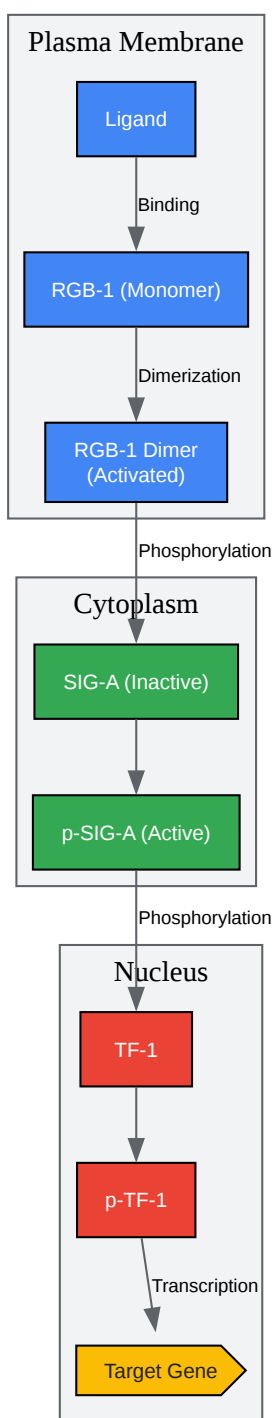 Plasma Membrane
Ligand
Binding
RGB-1 (Monomer)
Dimerization
RGB-1 Dimer
(Activated)
Phosphorylation
Cytoplasm
SIG-A (Inactive)
p-SIG-A (Active)
Phosphorylation
Nucleus
TF-1
p-TF-1
Transcription
Target Gene